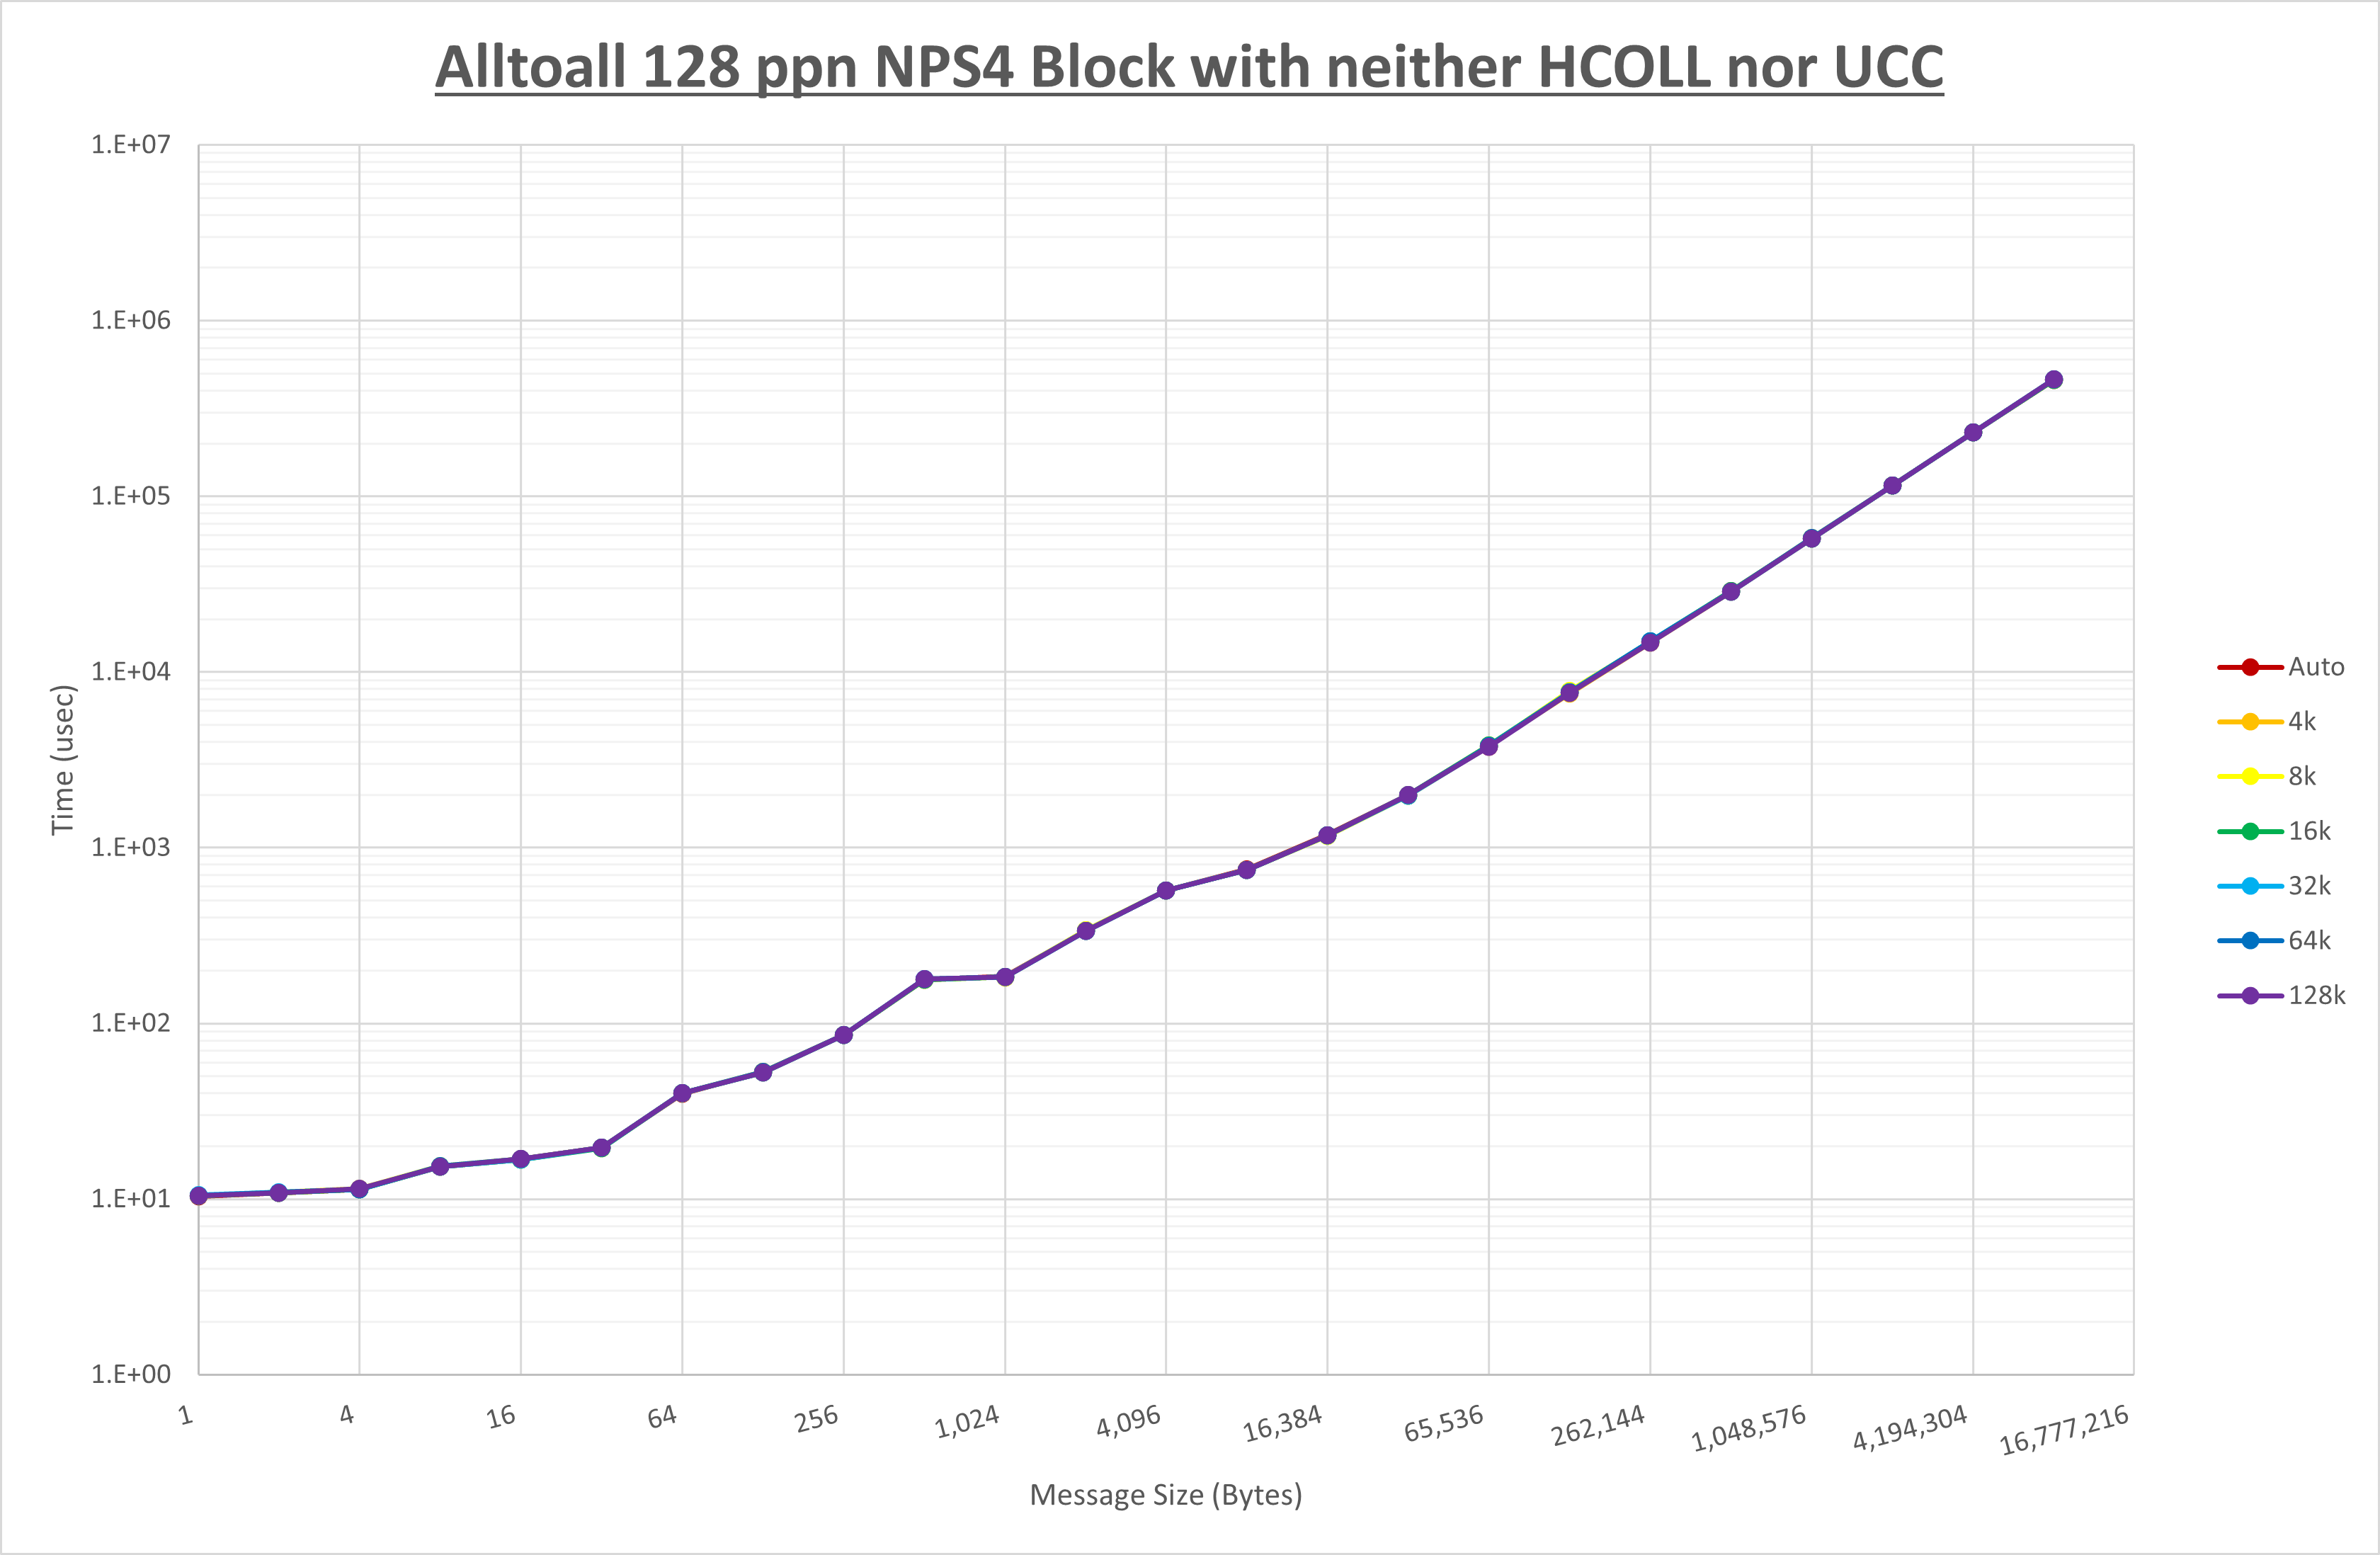 Alltoall 128 ppn NPS4 Block with neither HCOLL nor UCC
1.E+07
1.E+06
1.E+05
1.E+04
1.E+03
1.E+02
1.E+01
1.E+00
Time (usec)
1
4
16
64
256
1,024
4,096
16,384
65,536
262,144
1,048,576
4,194,304
16,777,216
Message Size (Bytes)
Auto
4k
8k
16k
32k
64k
128k